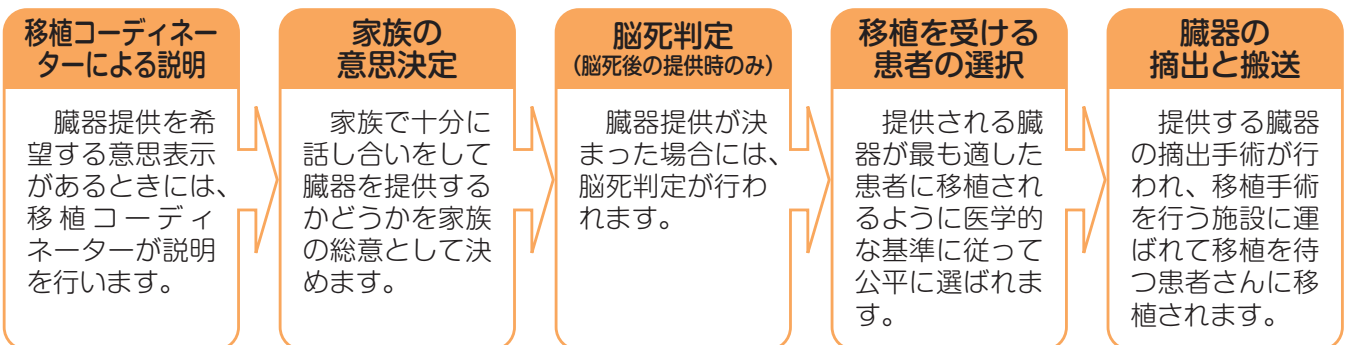 移植コーディネー
ターによる説明
臓器提供を希
望する意思表示
があるときには、
移植コーディ
ネーターが説明
を行います。
家族の
意思決定
家族で十分に
話し合いをして
臓器を提供する
かどうかを家族
の総意として決
めます。
脳死判定
(脳死後の提供時のみ)
臓器提供が決
まった場合には、
脳死判定が行わ
れます。
移植を受ける
患者の選択
提供される臓
器が最も適した
患者に移植され
るように医学的
な基準に従って
公平に選ばれま
す。
臓器の
摘出と搬送
提供する臓器
の摘出手術が行
われ、移植手術
を行う施設に運
ばれて移植を待
つ患者さんに移
植されます。